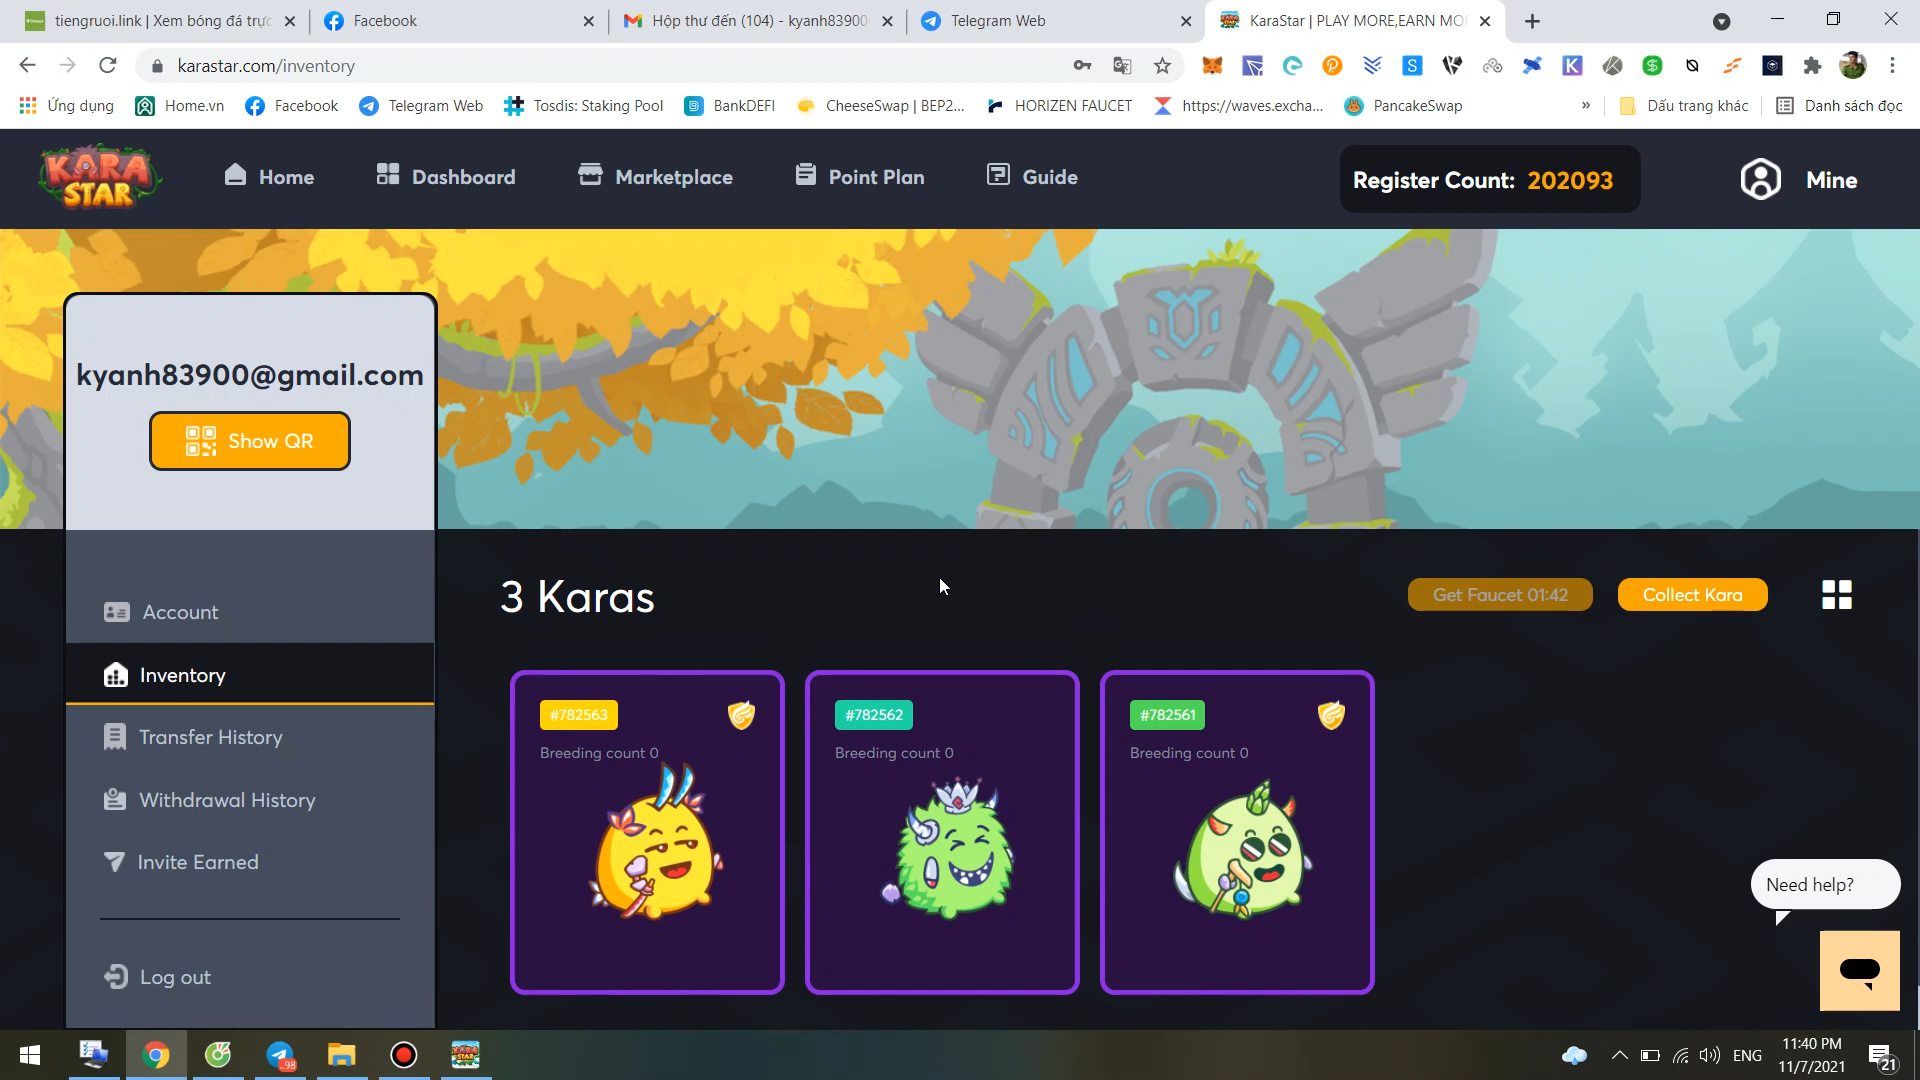 tiengruoi.link | Xem bóng đá trực
Facebook
Hộp thư đến (104) - kyanh83900
Telegram Web
KaraStar | PLAY MORE,EARN MO
karastar.com/inventory
Ứng dụng
Home.vn
Facebook
Telegram Web
Tosdis: Staking Pool
BankDEFI
CheeseSwap | BEP2...
HORIZEN FAUCET
https://waves.excha...
PancakeSwap
»
Dấu trang khác
Danh sách đọc
KARA
STAR
Home
Dashboard
Marketplace
Point Plan
Guide
Register Count: 202093
Mine
kyanh83900@gmail.com
Show QR
Account
Inventory
Transfer History
Withdrawal History
Invite Earned
Log out
3 Karas
Get Faucet 01:42
Collect Kara
#782563
Breeding count 0
#782562
Breeding count 0
#782561
Breeding count 0
Need help?
98
ENG
11:40 PM
11/7/2021
21